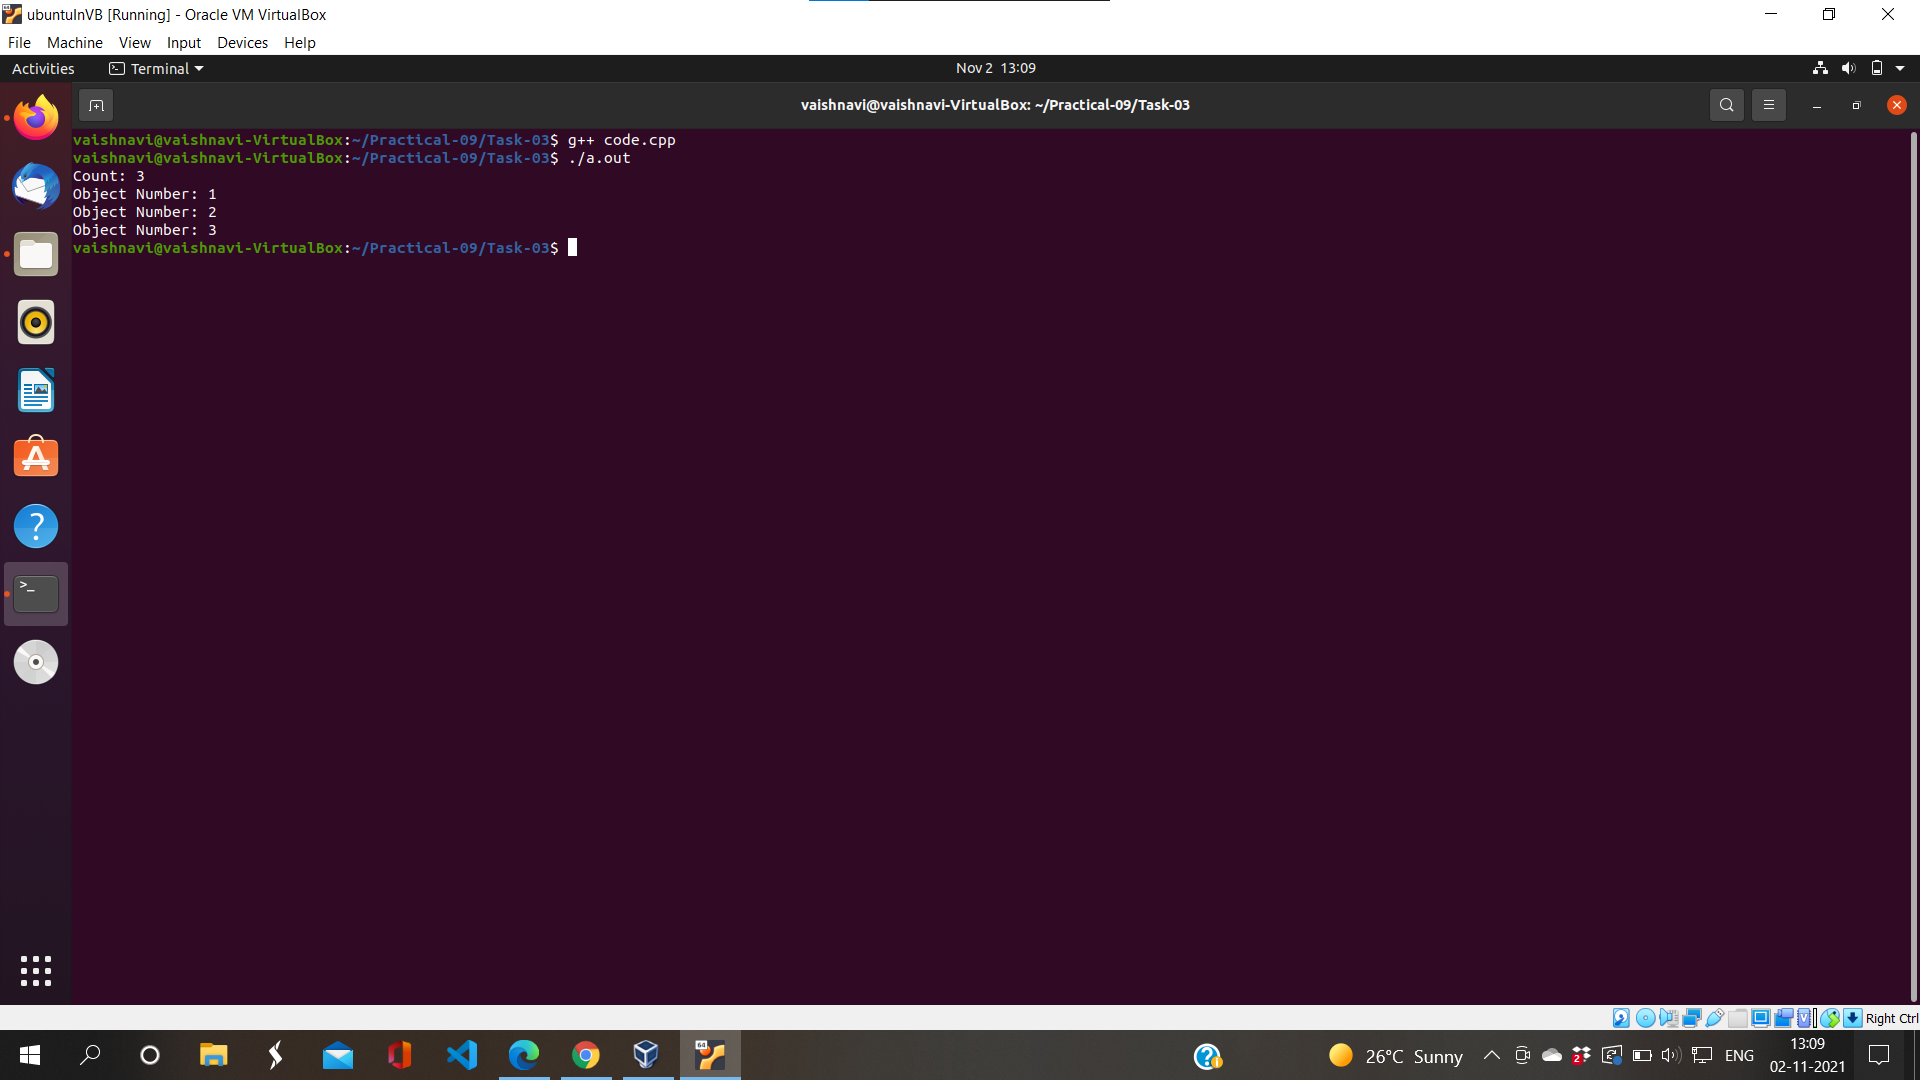 ubuntuInVB [Running] - Oracle VM VirtualBox
File Machine View Input Devices Help
Activities Terminal Nov 2 13:09
vaishnavi@vaishnavi-VirtualBox: ~/Practical-09/Task-03
vaishnavi@vaishnavi-VirtualBox:~/Practical-09/Task-03$ g++ code.cpp
vaishnavi@vaishnavi-VirtualBox:~/Practical-09/Task-03$ ./a.out
Count: 3
Object Number: 1
Object Number: 2
Object Number: 3
vaishnavi@vaishnavi-VirtualBox:~/Practical-09/Task-03$
Right Ctrl
26°C Sunny
2
ENG
13:09
02-11-2021